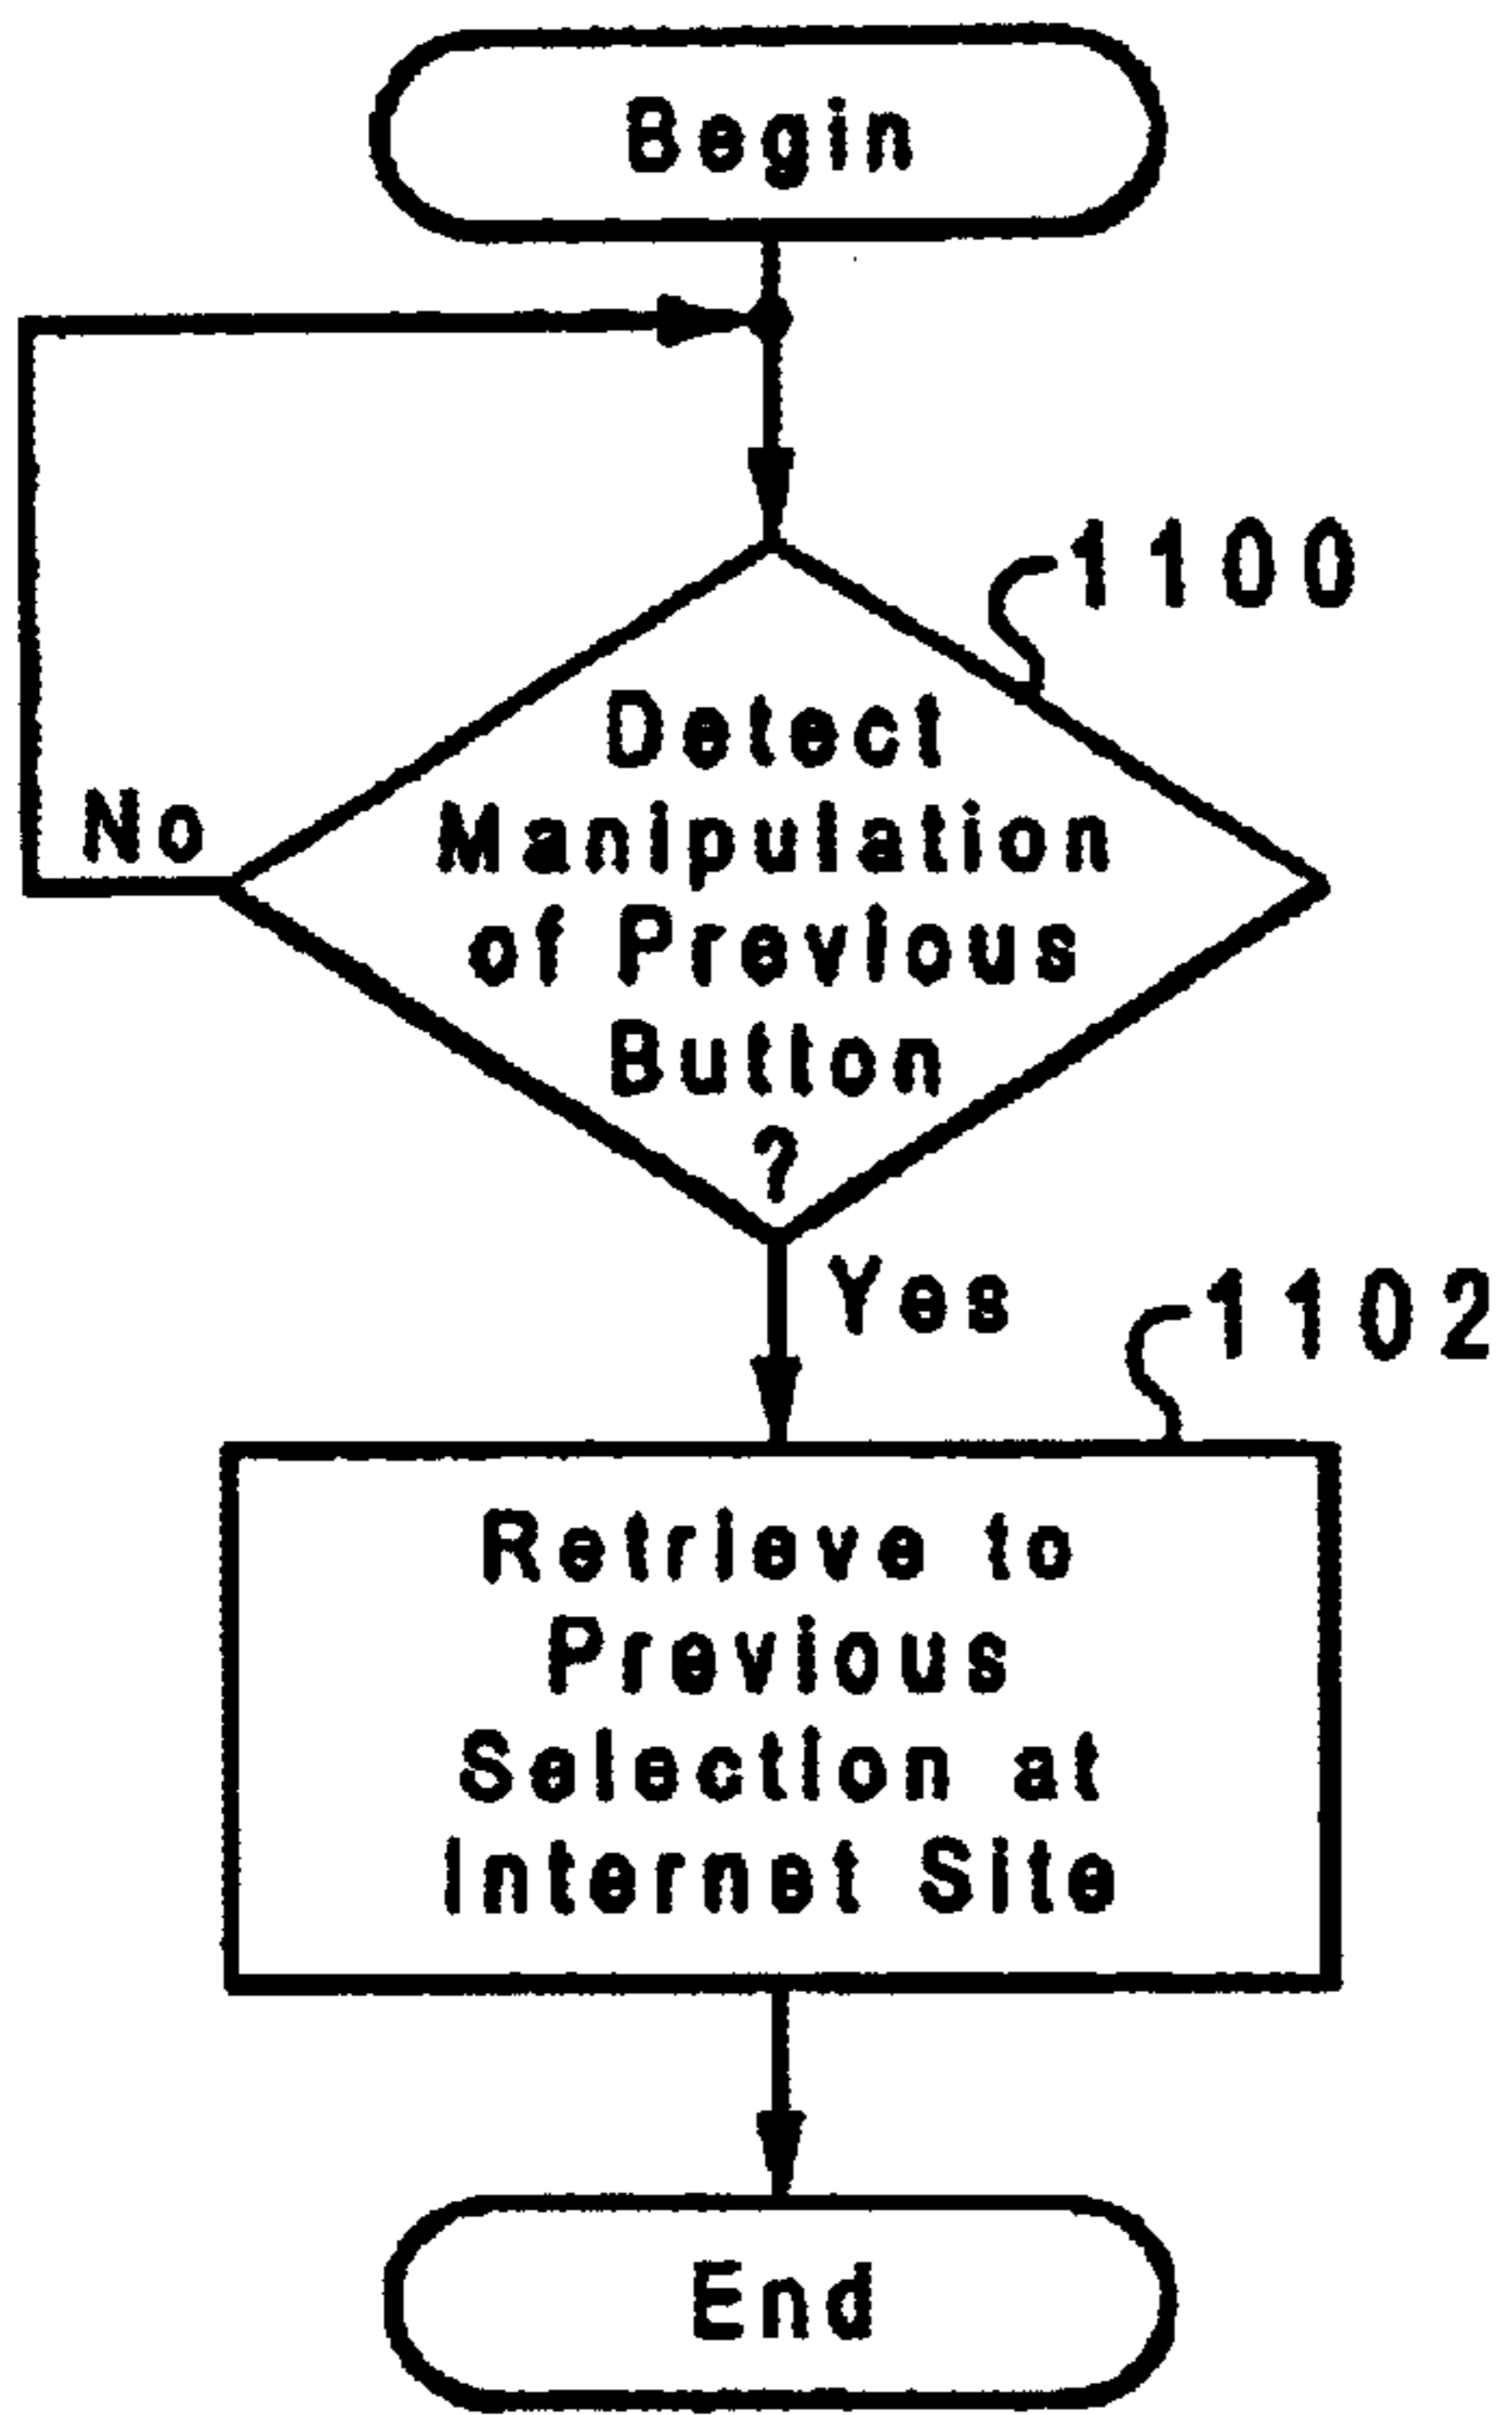 Begin
1100
Detect
Manipulation
of Previous
Button
?
No
Yes
1102
Retrieve to
Previous
Selection at
Internet Site
End